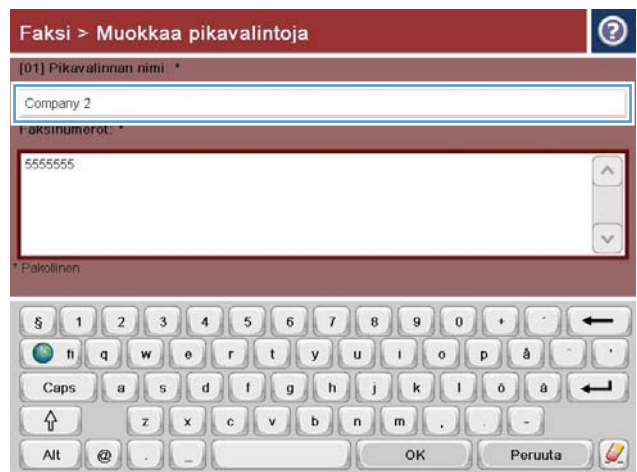 Faksi > Muokkaa pikavalintoja
?
[01] Pikavalinnan nimi: *
Company 2
Faksinumerot: *
5555555
* Pakollinen
§ 1 2 3 4 5 6 7 8 9 0 +
fi q w e r t y u i o p å
Caps a s d f g h j k l ö ä
z x c v b n m , . -
Alt @ . _ OK Peruuta